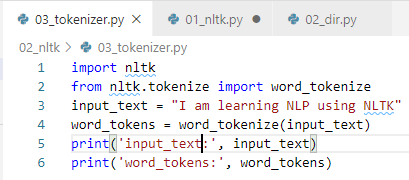 03_tokenizer.py × 01_nltk.py ● 02_dir.py
02_nltk > 03_tokenizer.py
1 import nltk
2 from nltk.tokenize import word_tokenize
3 input_text = "I am learning NLP using NLTK"
4 word_tokens = word_tokenize(input_text)
5 print('input_text:', input_text)
6 print('word_tokens:', word_tokens)